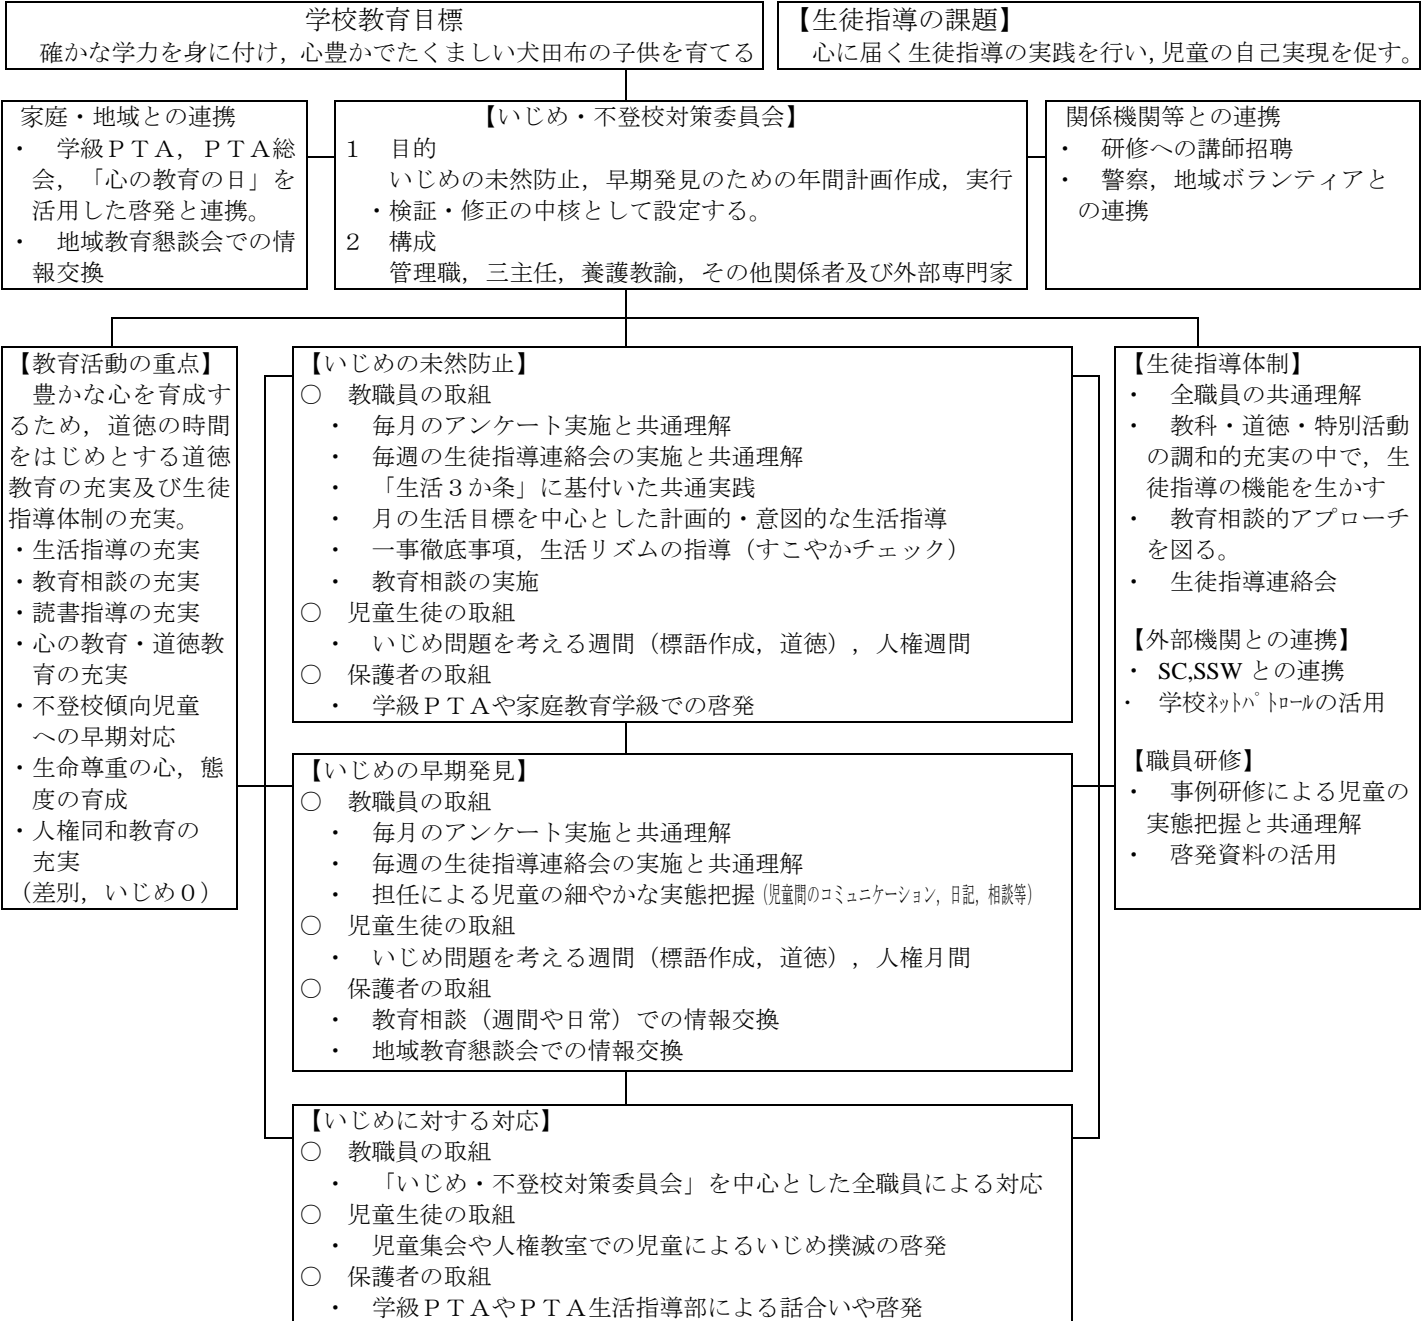 学校教育目標
確かな学力を身に付け，心豊かでたくましい犬田布の子供を育てる
【生徒指導の課題】
心に届く生徒指導の実践を行い，児童の自己実現を促す。
家庭・地域との連携
・　学級ＰＴＡ，ＰＴＡ総
会，「心の教育の日」を
活用した啓発と連携。
・　地域教育懇談会での情
報交換
【いじめ・不登校対策委員会】
１　目的
いじめの未然防止，早期発見のための年間計画作成，実行
・検証・修正の中核として設定する。
２　構成
管理職，三主任，養護教諭，その他関係者及び外部専門家
関係機関等との連携
・　研修への講師招聘
・　警察，地域ボランティアと
の連携
【教育活動の重点】
豊かな心を育成す
るため，道徳の時間
をはじめとする道徳
教育の充実及び生徒
指導体制の充実。
・生活指導の充実
・教育相談の充実
・読書指導の充実
・心の教育・道徳教
育の充実
・不登校傾向児童
への早期対応
・生命尊重の心，態
度の育成
・人権同和教育の
充実
（差別，いじめ０）
【いじめの未然防止】
○　教職員の取組
・　毎月のアンケート実施と共通理解
・　毎週の生徒指導連絡会の実施と共通理解
・　「生活３か条」に基付いた共通実践
・　月の生活目標を中心とした計画的・意図的な生活指導
・　一事徹底事項，生活リズムの指導（すこやかチェック）
・　教育相談の実施
○　児童生徒の取組
・　いじめ問題を考える週間（標語作成，道徳），人権週間
○　保護者の取組
・　学級ＰＴＡや家庭教育学級での啓発
【いじめの早期発見】
○　教職員の取組
・　毎月のアンケート実施と共通理解
・　毎週の生徒指導連絡会の実施と共通理解
・　担任による児童の細やかな実態把握（児童間のコミュニケーション，日記，相談等）
○　児童生徒の取組
・　いじめ問題を考える週間（標語作成，道徳），人権月間
○　保護者の取組
・　教育相談（週間や日常）での情報交換
・　地域教育懇談会での情報交換
【いじめに対する対応】
○　教職員の取組
・　「いじめ・不登校対策委員会」を中心とした全職員による対応
○　児童生徒の取組
・　児童集会や人権教室での児童によるいじめ撲滅の啓発
○　保護者の取組
・　学級ＰＴＡやＰＴＡ生活指導部による話合いや啓発
【生徒指導体制】
・　全職員の共通理解
・　教科・道徳・特別活動
の調和的充実の中で，生
徒指導の機能を生かす
・　教育相談的アプローチ
を図る。
・　生徒指導連絡会
【外部機関との連携】
・ SC,SSW との連携
・　学校ﾈｯﾄﾊﾟﾄﾛｰﾙの活用
【職員研修】
・　事例研修による児童の
実態把握と共通理解
・　啓発資料の活用